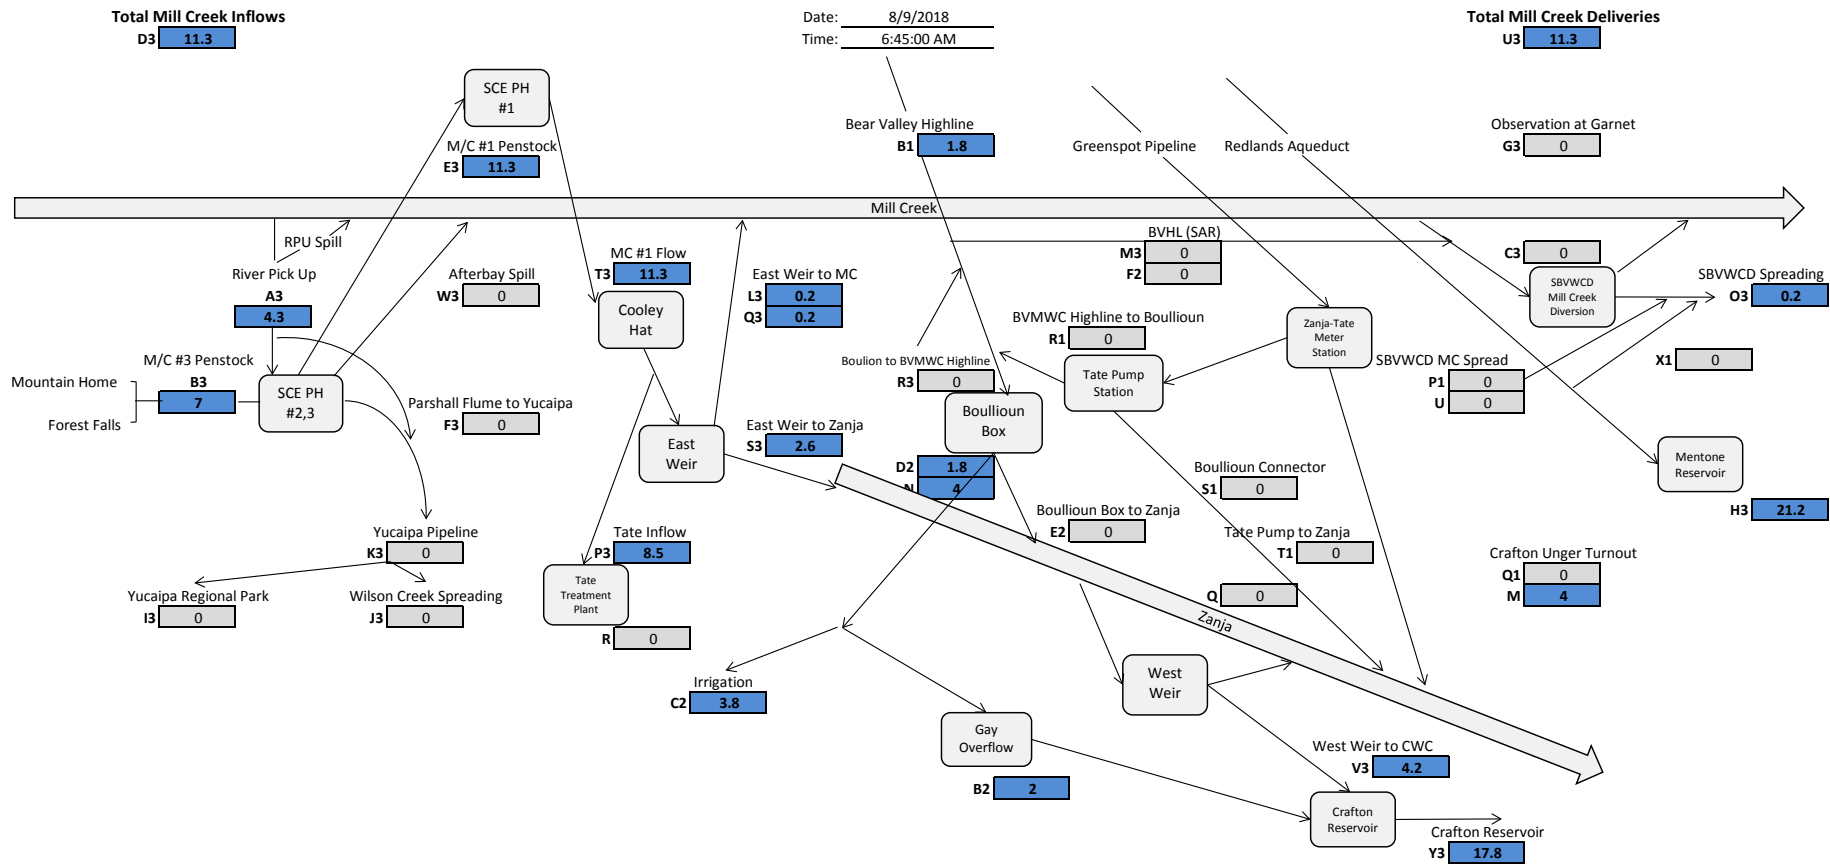 Total Mill Creek Inflows
D3 11.3
Date: 8/9/2018
Time: 6:45:00 AM
Total Mill Creek Deliveries
U3 11.3
SCE PH
#1
M/C #1 Penstock
E3 11.3
Bear Valley Highline
B1 1.8
Greenspot Pipeline
Redlands Aqueduct
Observation at Garnet
G3 0
Mill Creek
RPU Spill
River Pick Up
A3
4.3
Afterbay Spill
W3 0
MC #1 Flow
T3 11.3
Cooley
Hat
East Weir to MC
L3 0.2
Q3 0.2
BVHL (SAR)
M3 0
F2 0
C3 0
SBVWCD
Mill Creek
Diversion
SBVWCD Spreading
O3 0.2
M/C #3 Penstock
B3
7
Mountain Home
Forest Falls
SCE PH
#2,3
Parshall Flume to Yucaipa
F3 0
BVMWC Highline to Boullioun
R1 0
Boulion to BVMWC Highline
R3 0
Tate Pump
Station
Zanja-Tate
Meter
Station
SBVWCD MC Spread
P1 0
U 0
X1 0
Boullioun
Box
East
Weir
East Weir to Zanja
S3 2.6
D2 1.8
N 4
Boullioun Connector
S1 0
Mentone
Reservoir
H3 21.2
Boullioun Box to Zanja
E2 0
Tate Pump to Zanja
T1 0
Yucaipa Pipeline
K3 0
Tate Inflow
P3 8.5
Tate
Treatment
Plant
R 0
Crafton Unger Turnout
Q1 0
M 4
Yucaipa Regional Park
I3 0
Wilson Creek Spreading
J3 0
Q 0
Zanja
Irrigation
C2 3.8
West
Weir
Gay
Overflow
B2 2
West Weir to CWC
V3 4.2
Crafton
Reservoir
Crafton Reservoir
Y3 17.8